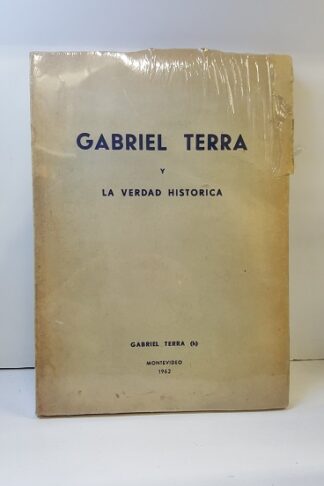 GABRIEL TERRA
Y
LA VERDAD HISTORICA
GABRIEL TERRA (h)
MONTEVIDEO
1962